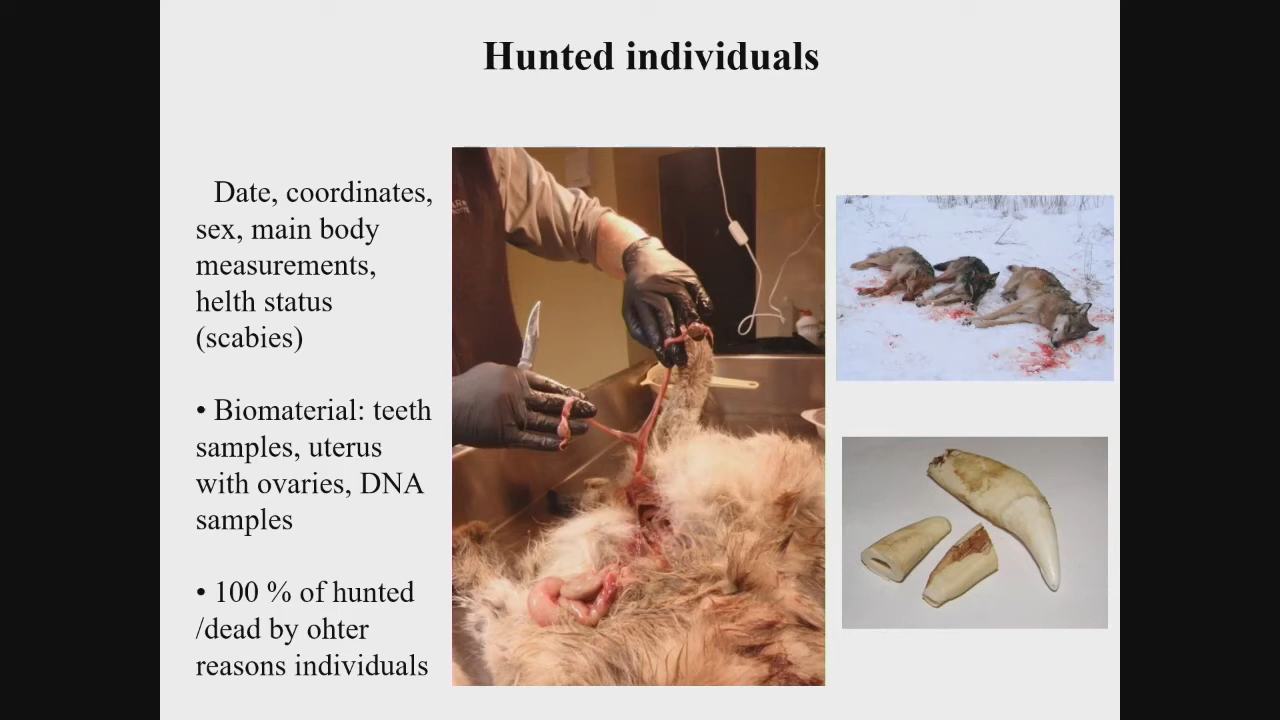 Hunted individuals
Date, coordinates,
sex, main body
measurements,
helth status
(scabies)
• Biomaterial: teeth
samples, uterus
with ovaries, DNA
samples
• 100 % of hunted
/dead by ohter
reasons individuals